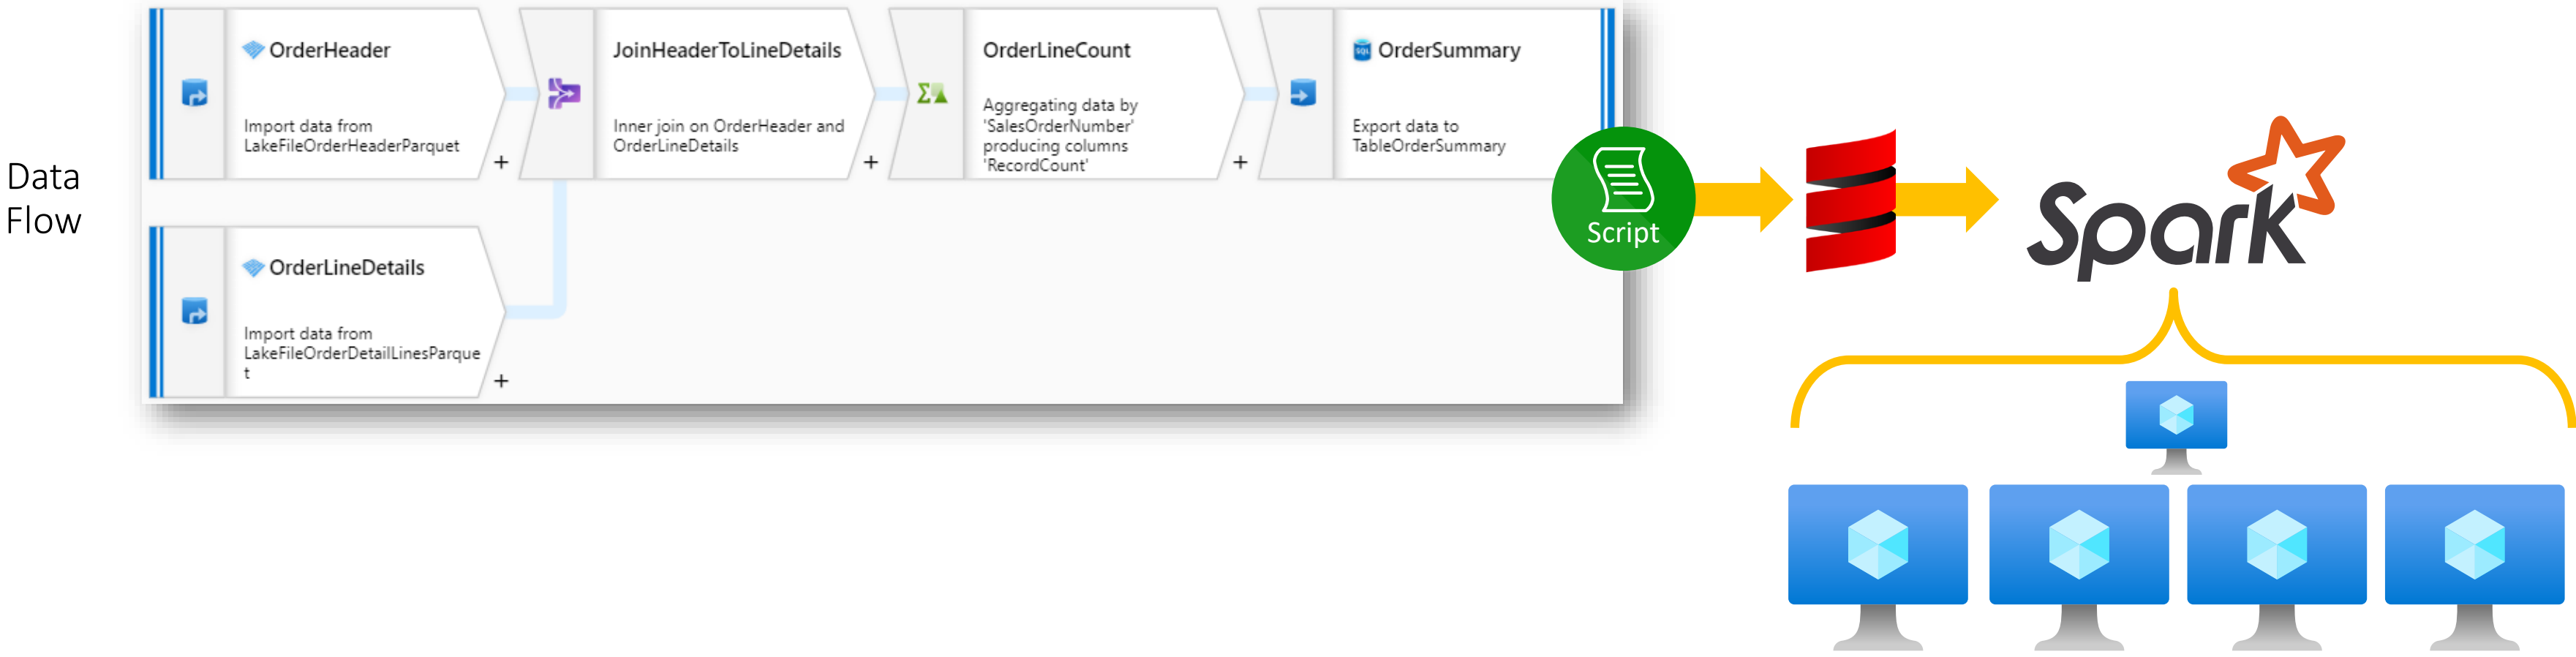 Data
Flow
OrderHeader
Import data from
LakeFileOrderHeaderParquet
+
JoinHeaderToLineDetails
Inner join on OrderHeader and
OrderLineDetails
+
OrderLineCount
Aggregating data by
'SalesOrderNumber'
producing columns
'RecordCount'
+
SQL
OrderSummary
Export data to
TableOrderSummary
OrderLineDetails
Import data from
LakeFileOrderDetailLinesParque
t
+
Script
Spark